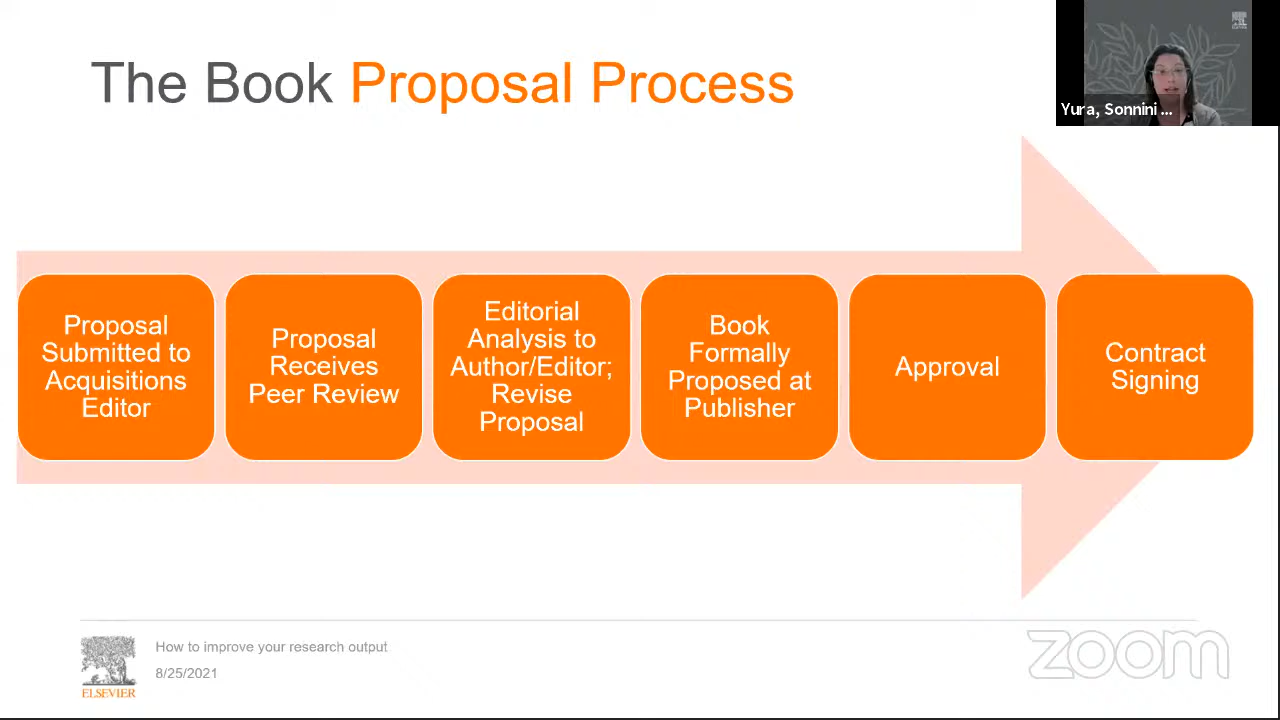 The Book Proposal Process
Yura, Sonnini ...
Proposal
Submitted to
Acquisitions
Editor
Proposal
Receives
Peer Review
Editorial
Analysis to
Author/Editor;
Revise
Proposal
Book
Formally
Proposed at
Publisher
Approval
Contract
Signing
ELSEVIER
How to improve your research output
8/25/2021
zoom